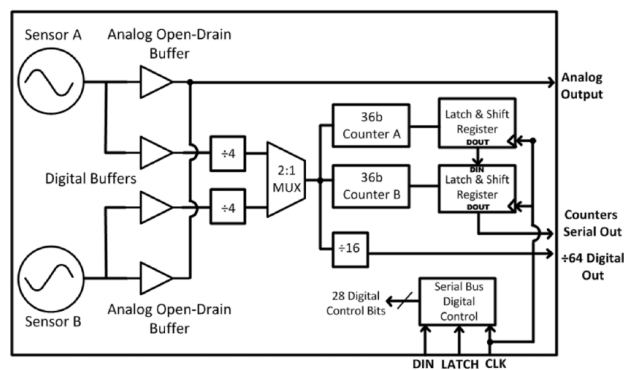 Sensor A
Analog Open-Drain
Buffer
Analog
Output
36b
Counter A
Latch & Shift
Register
DOUT
÷4
2:1
MUX
Digital Buffers
36b
Counter B
DIN
Latch & Shift
Register
DOUT
÷4
Counters
Serial Out
÷16
÷64 Digital
Out
28 Digital
Control Bits
Serial Bus
Digital
Control
Sensor B
Analog Open-Drain
Buffer
DIN LATCH CLK